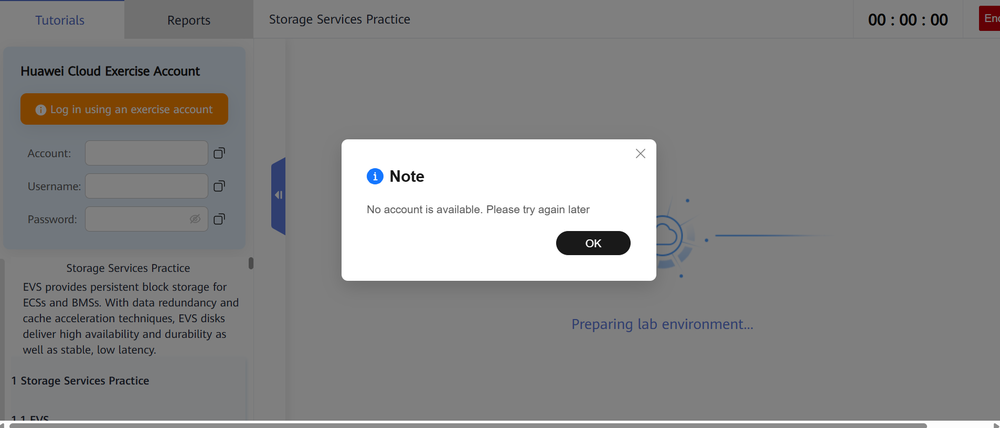 Tutorials
Reports
Storage Services Practice
00 : 00 : 00
Huawei Cloud Exercise Account
Log in using an exercise account
Account:
Username:
Password:
Note
No account is available. Please try again later
OK
Preparing lab environment...
Storage Services Practice
EVS provides persistent block storage for
ECSs and BMSs. With data redundancy and
cache acceleration techniques, EVS disks
deliver high availability and durability as
well as stable, low latency.
1 Storage Services Practice
1.1 EVS